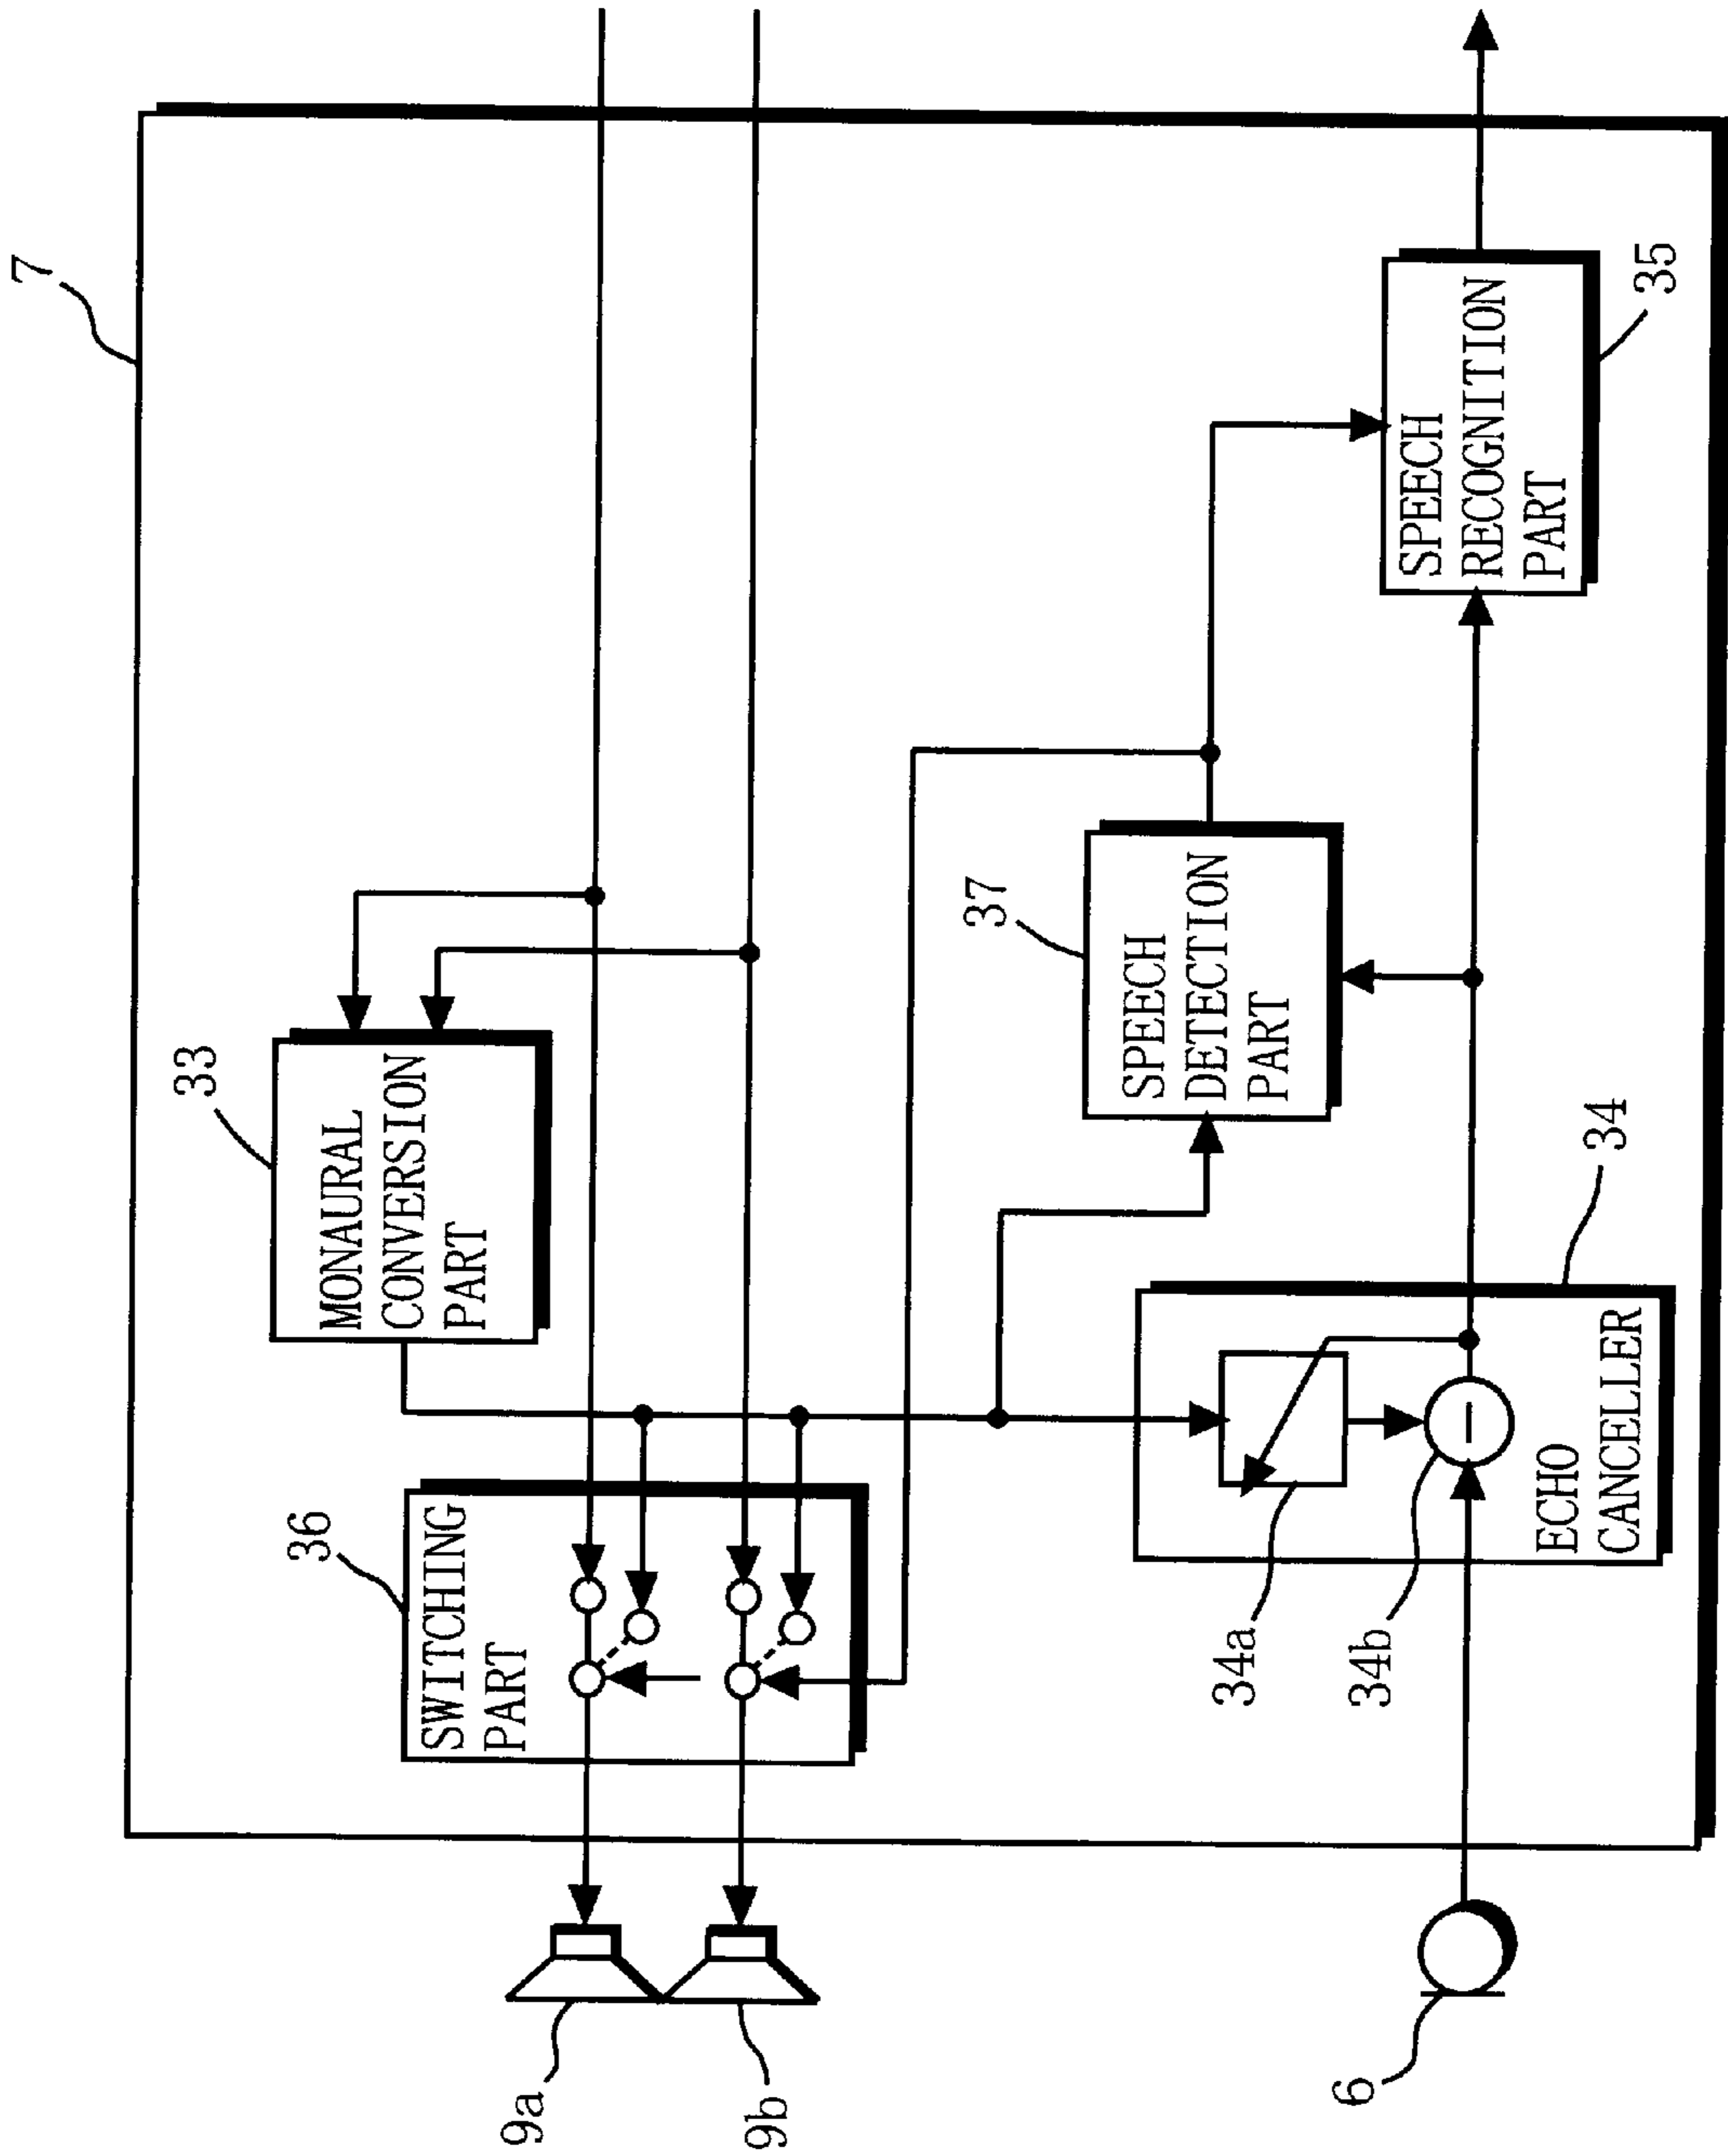 7
33
MONAURAL
CONVERSION
PART
36
SWITCHING
PART
9a
9b
37
SPEECH
DETECTION
PART
SPEECH
RECOGNITION
PART
35
34
34a
34b
ECHO
CANCELLER
6